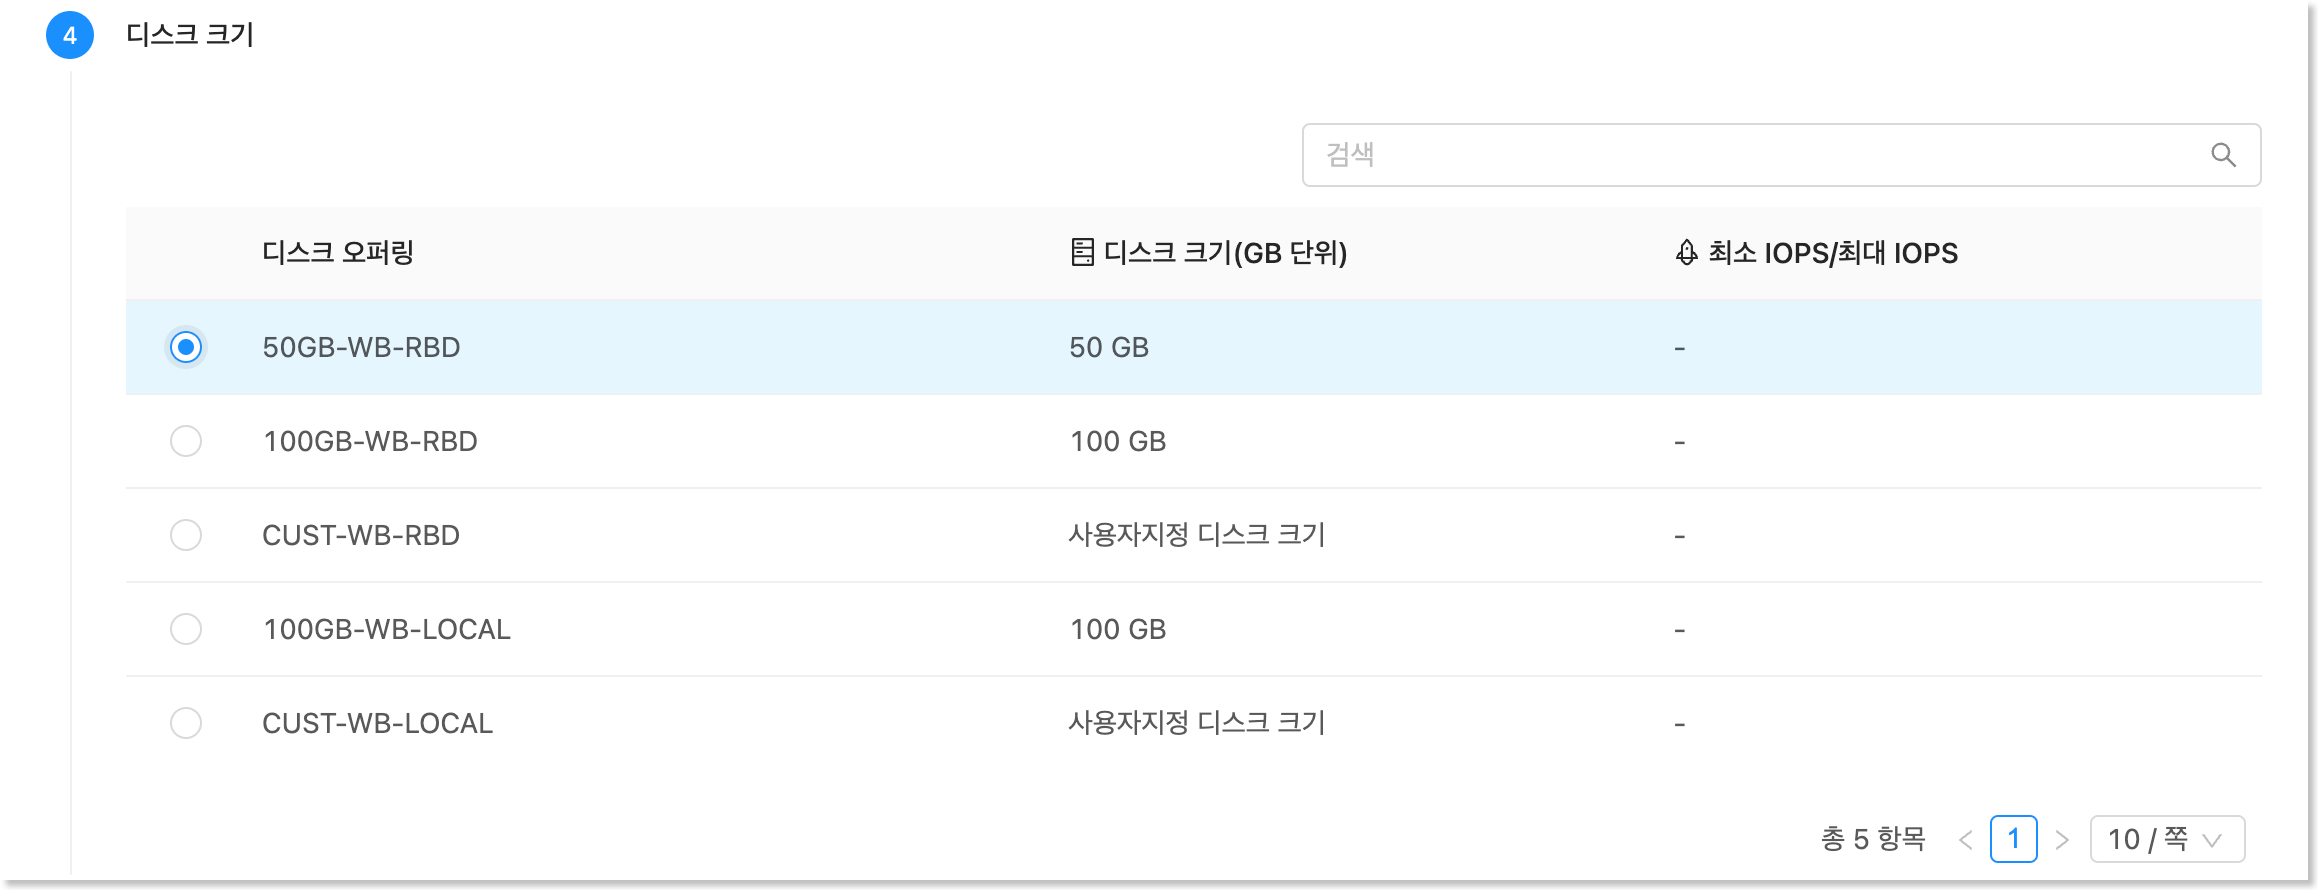 4 디스크 크기
검색
디스크 오퍼링 디스크 크기(GB 단위) 최소 IOPS/최대 IOPS
50GB-WB-RBD 50 GB -
100GB-WB-RBD 100 GB -
CUST-WB-RBD 사용자지정 디스크 크기 -
100GB-WB-LOCAL 100 GB -
CUST-WB-LOCAL 사용자지정 디스크 크기 -
총 5 항목 < 1 > 10 / 쪽